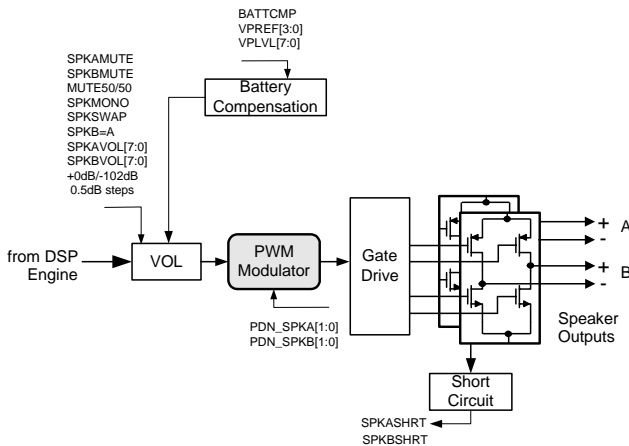 BATTCMP
VPREF[3:0]
VPLVL[7:0]
Battery
Compensation
SPKAMUTE
SPKBMUTE
MUTE50/50
SPKMONO
SPKSWAP
SPKB=A
SPKAVOL[7:0]
SPKBVOL[7:0]
+0dB/-102dB
0.5dB steps
from DSP
Engine
VOL
PWM
Modulator
PDN_SPKA[1:0]
PDN_SPKB[1:0]
Gate
Drive
+ A
-
+ B
-
Speaker
Outputs
Short
Circuit
SPKASHRT
SPKBSHRT